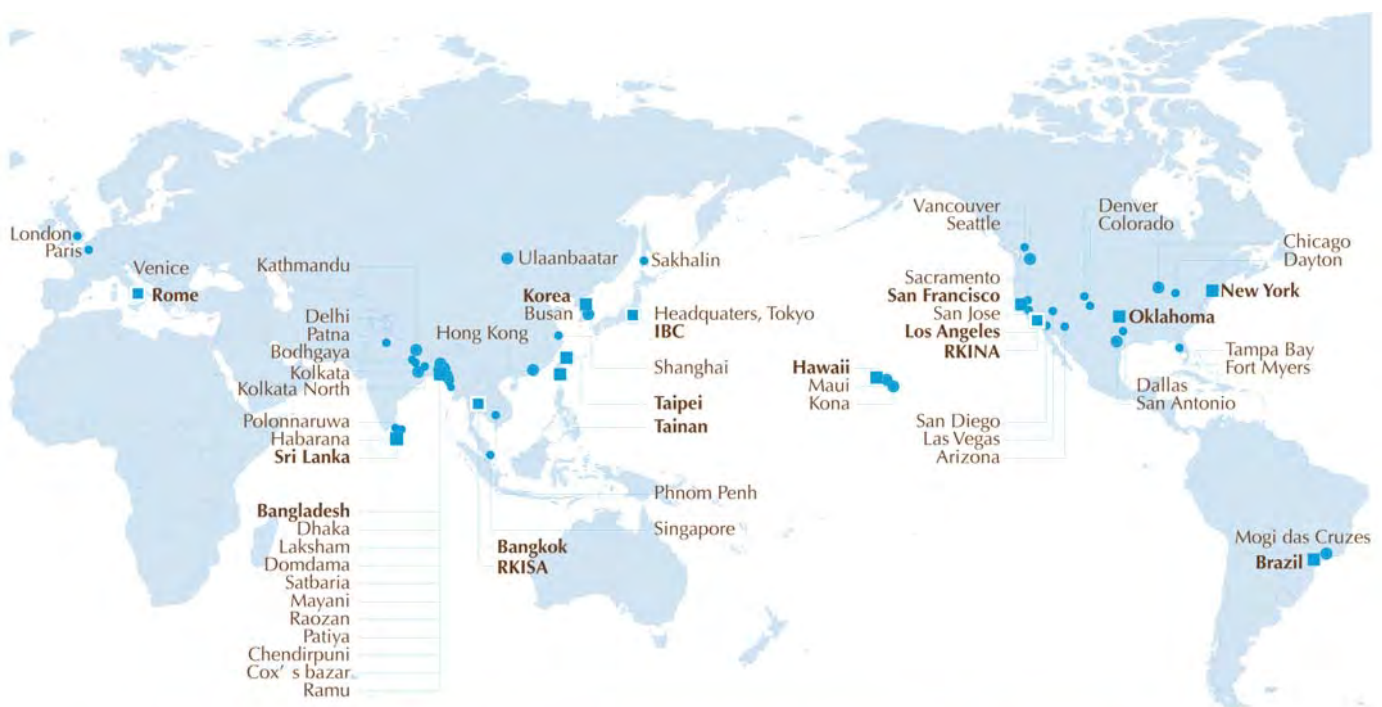 London
Paris
Venice
Rome
Kathmandu
Delhi
Patna
Bodhgaya
Kolkata
Kolkata North
Polonnaruwa
Habarana
Sri Lanka
Bangladesh
Dhaka
Laksham
Domdama
Satbaria
Mayani
Raozan
Patiya
Chendirpuni
Cox’ s bazar
Ramu
Ulaanbaatar
Sakhalin
Korea
Busan
Hong Kong
Headquaters, Tokyo
IBC
Shanghai
Taipei
Tainan
Phnom Penh
Singapore
Bangkok
RKISA
Hawaii
Maui
Kona
Vancouver
Seattle
Sacramento
San Francisco
San Jose
Los Angeles
RKINA
San Diego
Las Vegas
Arizona
Denver
Colorado
Chicago
Dayton
New York
Oklahoma
Tampa Bay
Fort Myers
Dallas
San Antonio
Mogi das Cruzes
Brazil